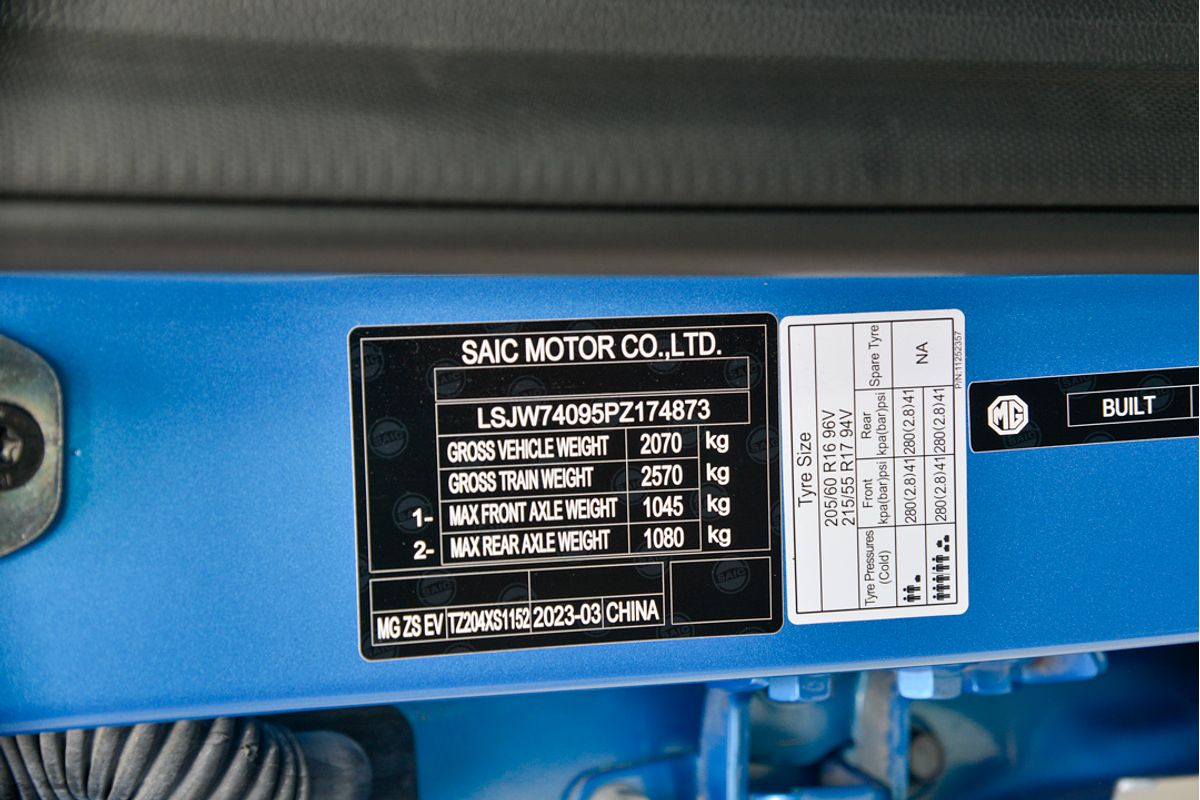 SAIC MOTOR CO.,LTD.
LSJW74095PZ174873
GROSS VEHICLE WEIGHT 2070 kg
GROSS TRAIN WEIGHT 2570 kg
1- MAX FRONT AXLE WEIGHT 1045 kg
2- MAX REAR AXLE WEIGHT 1080 kg
MG ZS EV TZ204XS1152 2023-03 CHINA
Tyre Size
205/60 R16 96V
215/55 R17 94V
Tyre Pressures (Cold) Front kpa(bar)psi Rear kpa(bar)psi Spare Tyre
280(2.8)41 280(2.8)41 NA
280(2.8)41 280(2.8)41
P/N:11252357
MG BUILT
SAIC